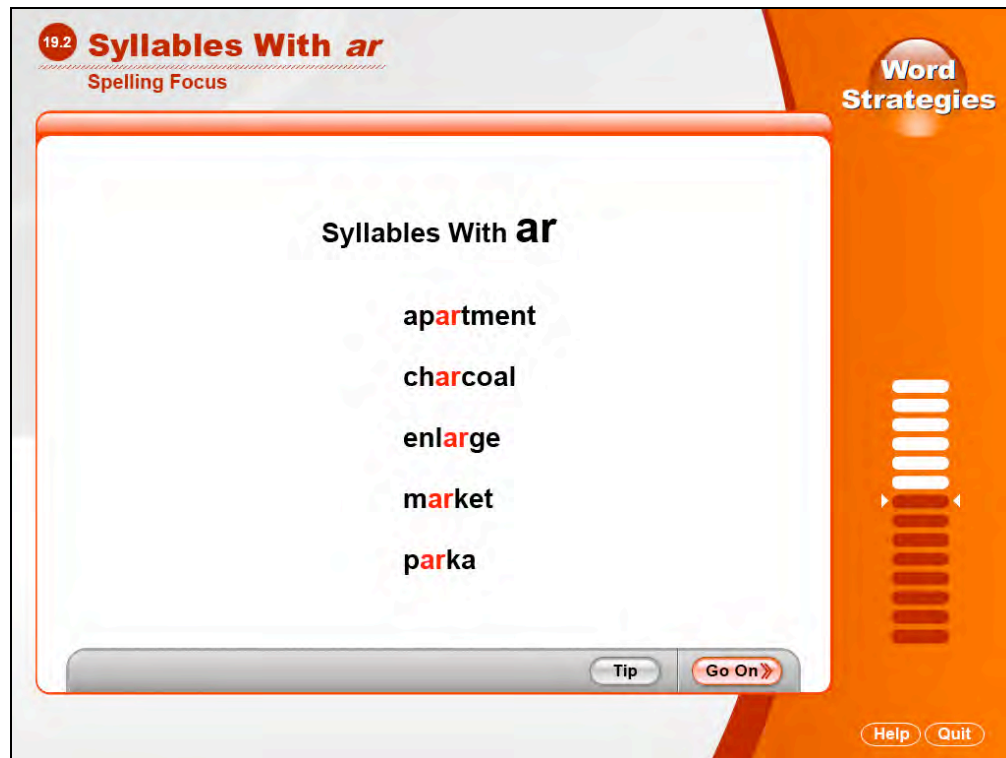 19.2 Syllables With ar
Spelling Focus
Word
Strategies
Syllables With ar
apartment
charcoal
enlarge
market
parka
Tip
Go On
Help
Quit